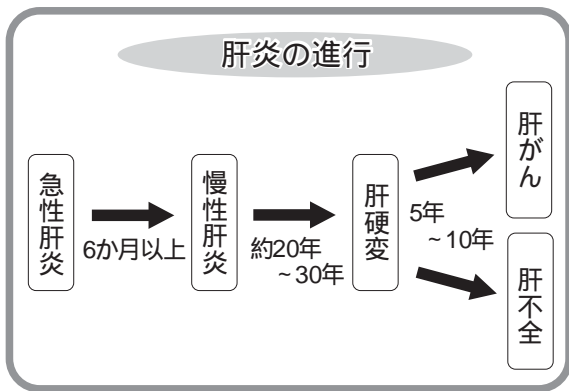 肝炎の進行
急性肝炎
6か月以上
慢性肝炎
約20年
~30年
肝硬変
5年
~10年
肝がん
肝不全